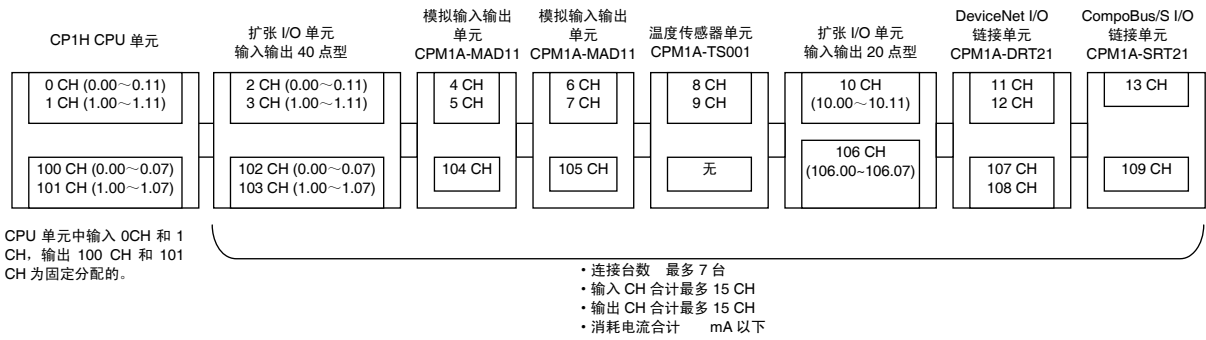 CP1H CPU 单元
0 CH (0.00～0.11)
1 CH (1.00～1.11)
100 CH (0.00～0.07)
101 CH (1.00～1.07)
CPU 单元中输入 0CH 和 1
CH，输出 100 CH 和 101
CH 为固定分配的。
扩张 I/O 单元
输入输出 40 点型
2 CH (0.00～0.11)
3 CH (1.00～1.11)
102 CH (0.00～0.07)
103 CH (1.00～1.07)
模拟输入输出
单元
CPM1A-MAD11
4 CH
5 CH
104 CH
模拟输入输出
单元
CPM1A-MAD11
6 CH
7 CH
105 CH
温度传感器单元
CPM1A-TS001
8 CH
9 CH
无
扩张 I/O 单元
输入输出 20 点型
10 CH
(10.00～10.11)
106 CH
(106.00~106.07)
DeviceNet I/O
链接单元
CPM1A-DRT21
11 CH
12 CH
107 CH
108 CH
CompoBus/S I/O
链接单元
CPM1A-SRT21
13 CH
109 CH
・连接台数 最多 7 台
・输入 CH 合计最多 15 CH
・输出 CH 合计最多 15 CH
・消耗电流合计 mA 以下